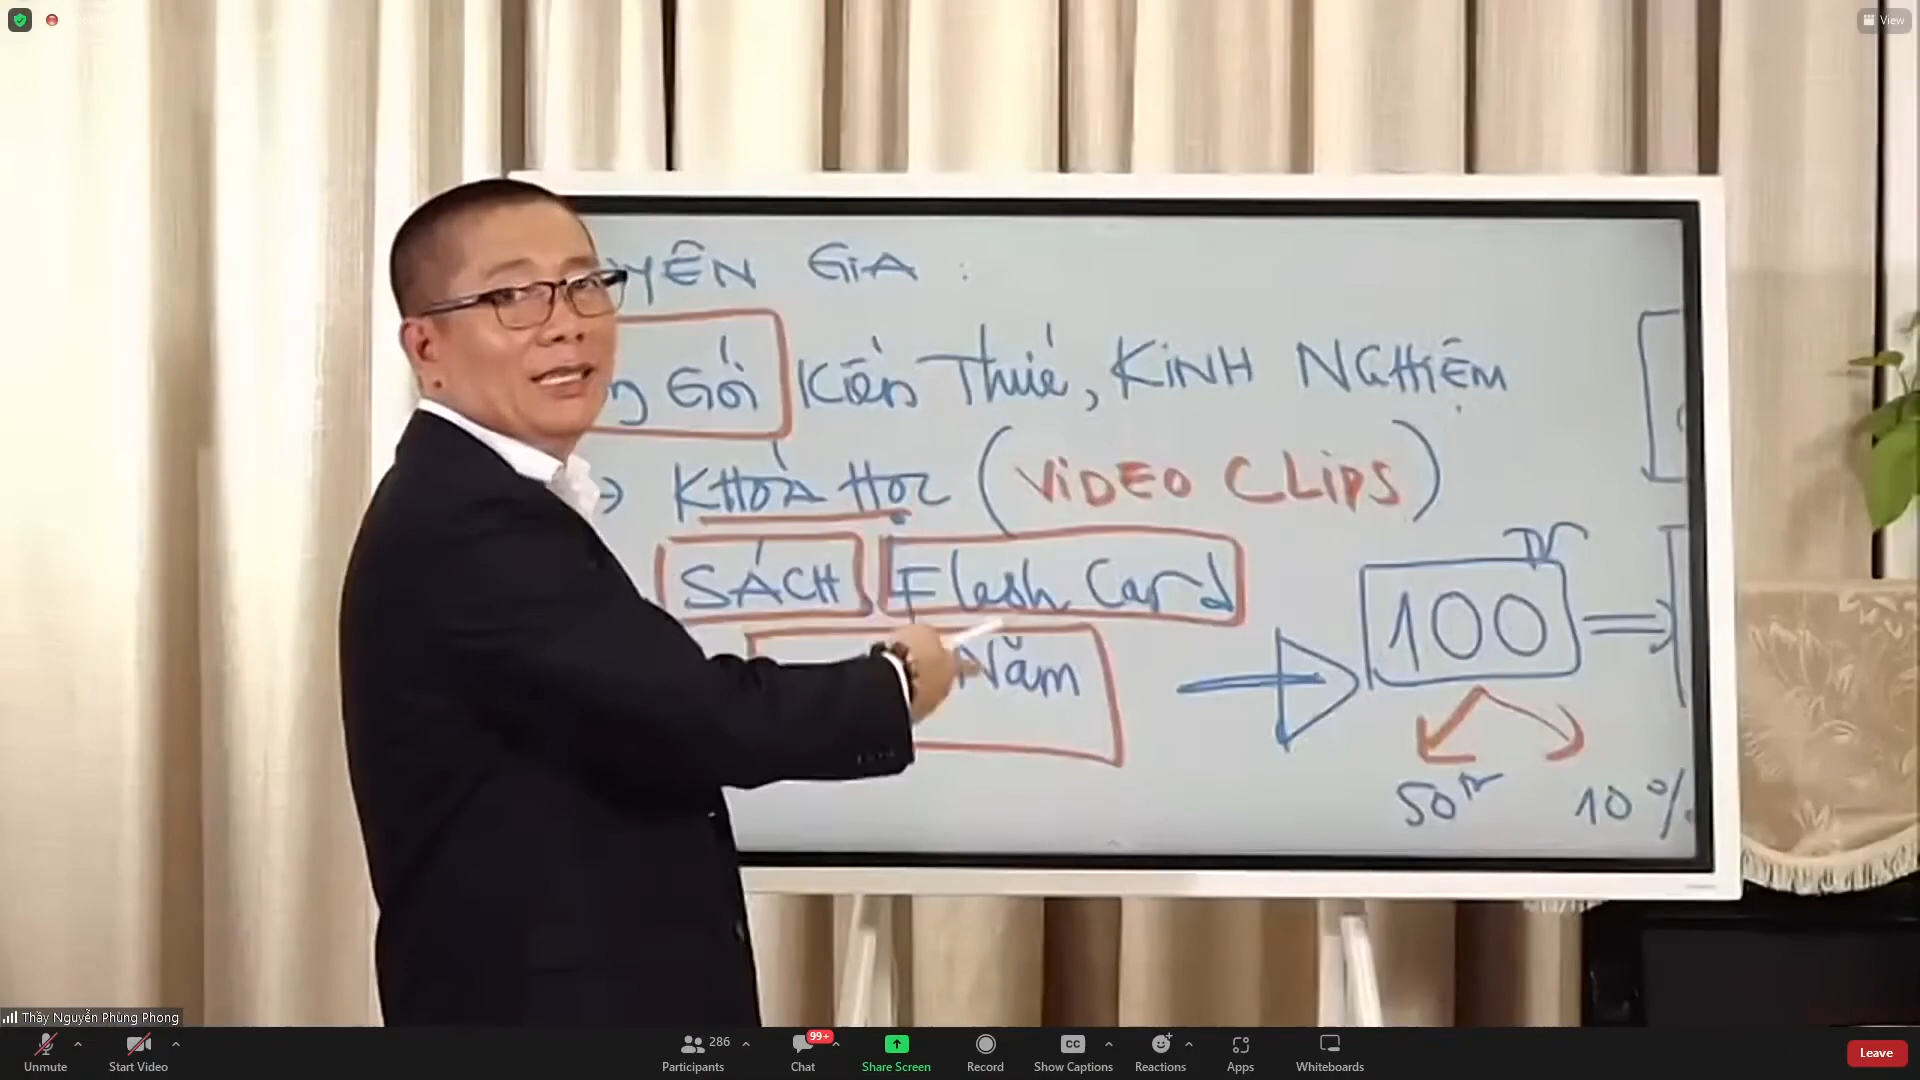 View
YÊN GIA :
g Gói Kiến Thức, KINH NGHIỆM
→ KHÓA HỌC (VIDEO CLIPS)
SÁCH Flash Card
Tr
100
Năm
50 Tr 10%
Thầy Nguyễn Phùng Phong
Unmute
Start Video
286
Participants
99+
Chat
Share Screen
Record
CC
Show Captions
Reactions
Apps
Whiteboards
Leave